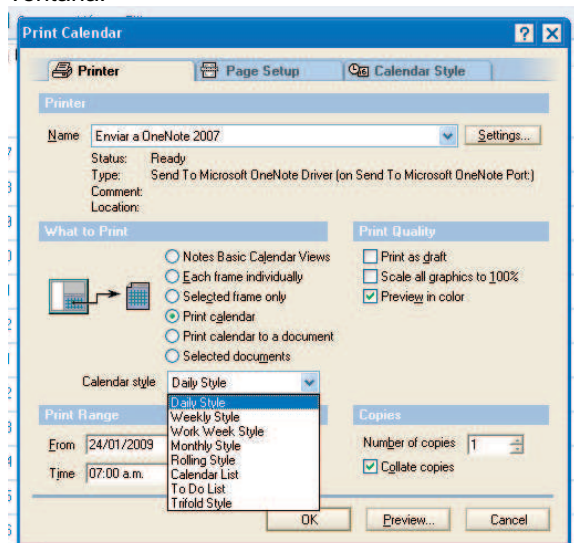 Print Calendar
Printer
Page Setup
Calendar Style
Printer
Name Enviar a OneNote 2007 Settings...
Status: Ready
Type: Send To Microsoft OneNote Driver (on Send To Microsoft OneNote Port:)
Comment:
Location:
What to Print
Notes Basic Calendar Views
Each frame individually
Selected frame only
Print calendar
Print calendar to a document
Selected documents
Print Quality
Print as draft
Scale all graphics to 100%
Preview in color
Calendar style Daily Style
Daily Style
Weekly Style
Work Week Style
Monthly Style
Rolling Style
Calendar List
To Do List
Trifold Style
Print Range
From 24/01/2009
Time 07:00 a.m.
Copies
Number of copies 1
Collate copies
OK Preview... Cancel